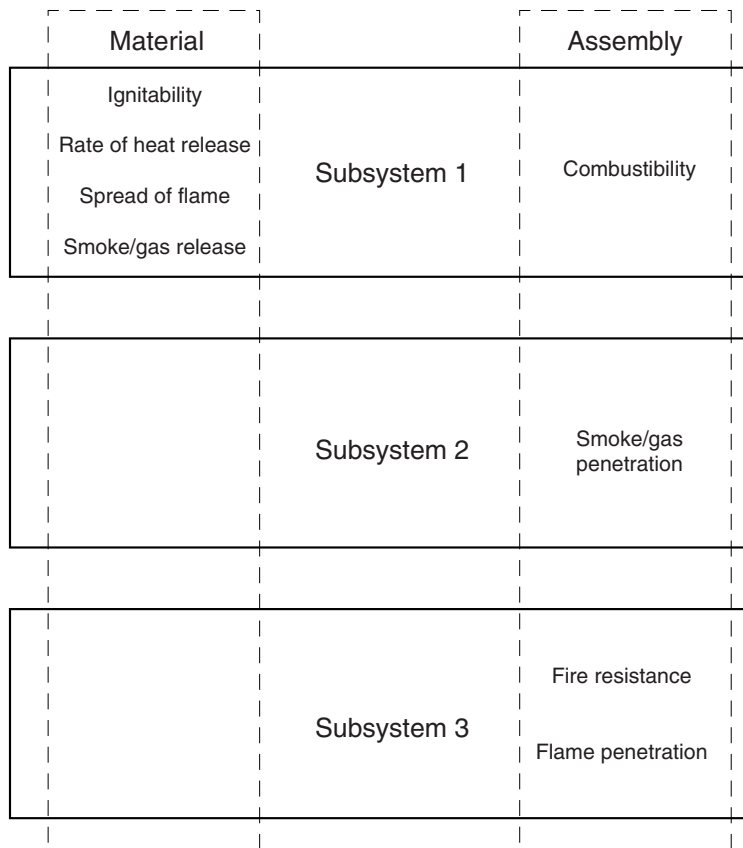 Material
Assembly
Ignitability
Rate of heat release
Spread of flame
Smoke/gas release
Subsystem 1
Combustibility
Subsystem 2
Smoke/gas
penetration
Subsystem 3
Fire resistance
Flame penetration